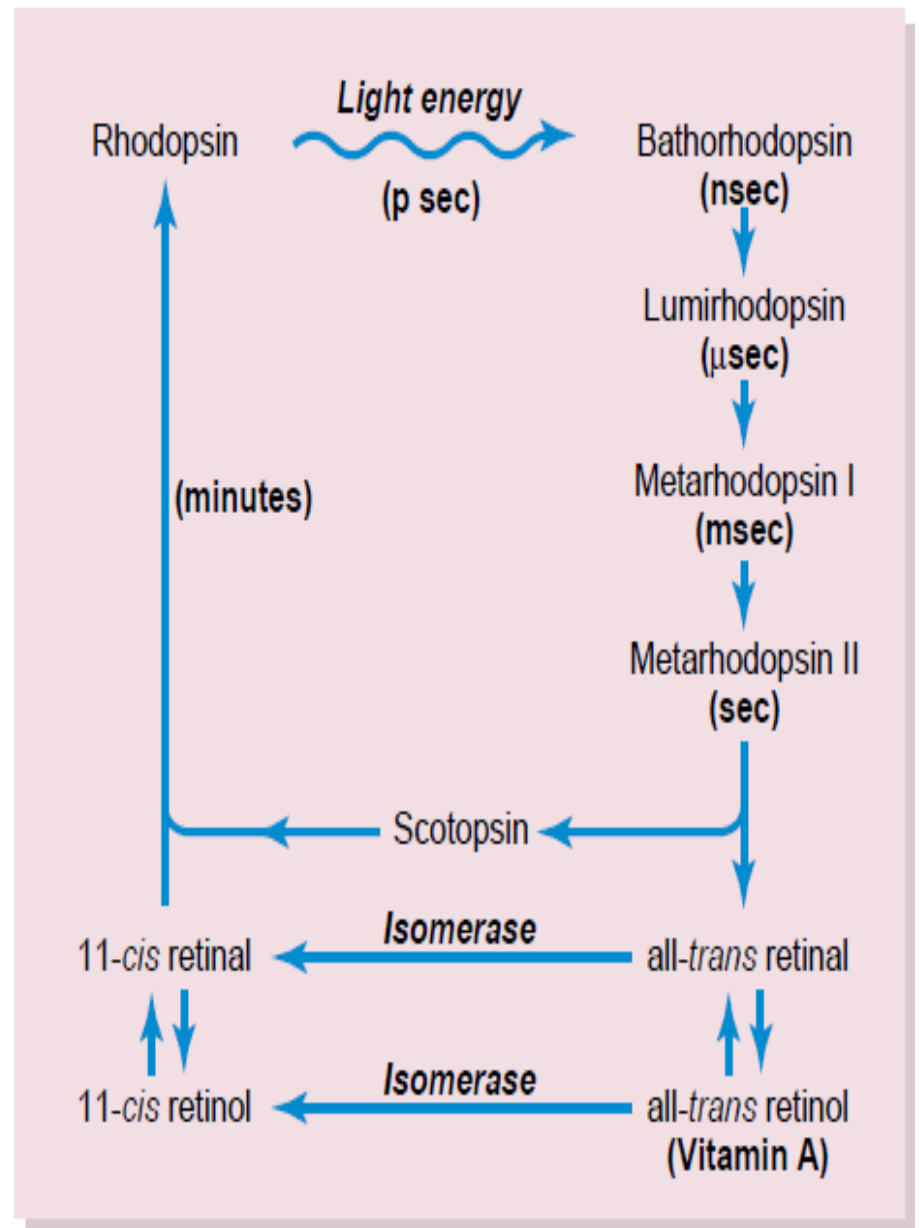 Light energy
Rhodopsin
Bathorhodopsin
(p sec)
(nsec)
Lumirhodopsin
(μsec)
Metarhodopsin I
(minutes)
(msec)
Metarhodopsin II
(sec)
Scotopsin
Isomerase
11-cis retinal
all-trans retinal
Isomerase
11-cis retinol
all-trans retinol
(Vitamin A)